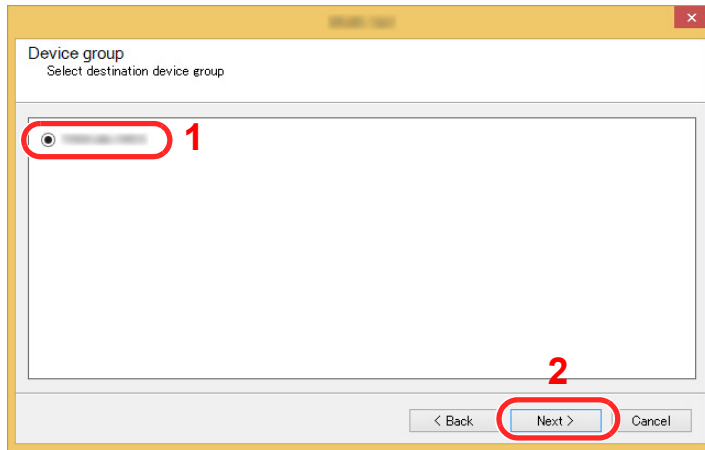 Device group
Select destination device group
1
2
< Back
Next >
Cancel